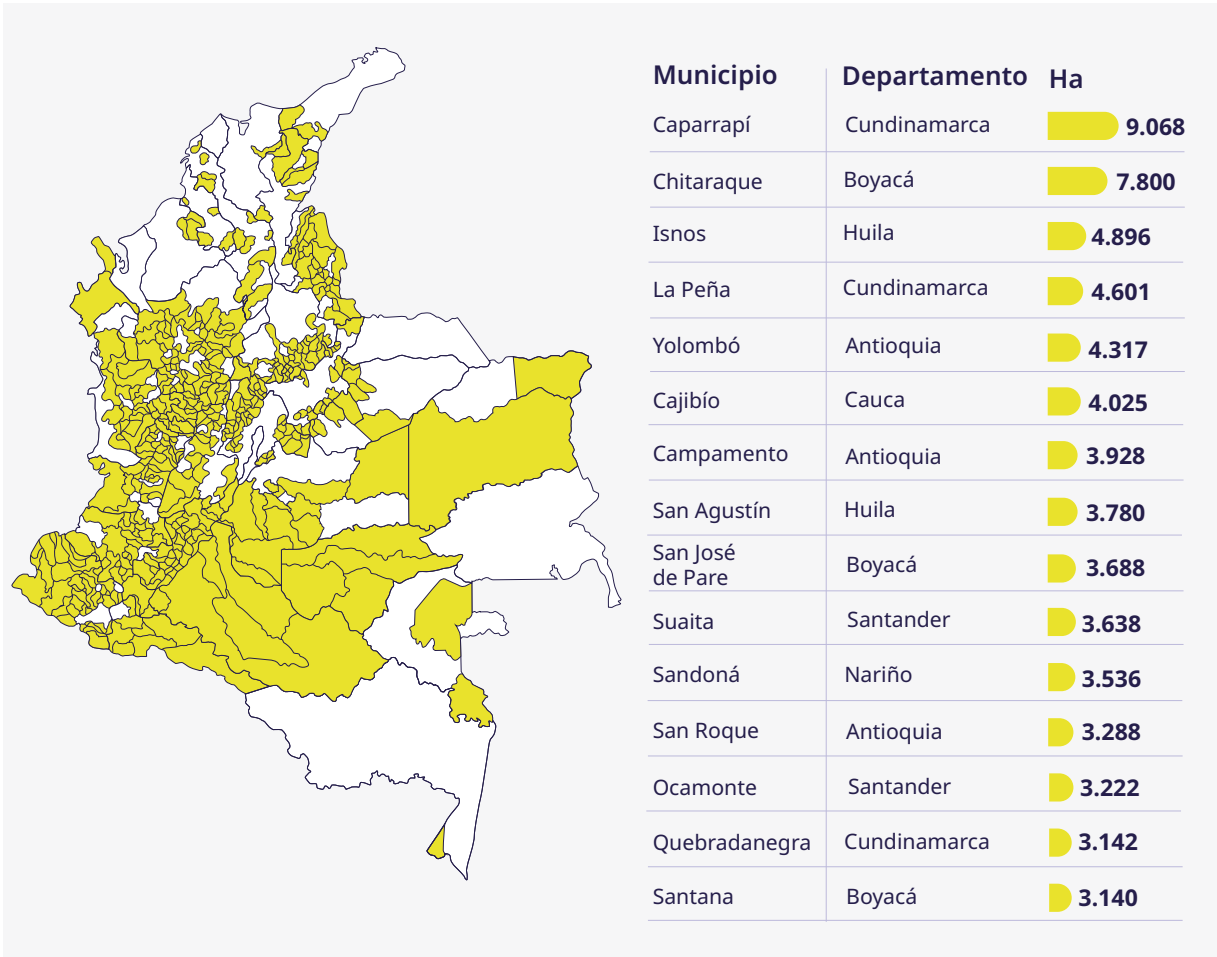 Municipio Departamento Ha
Caparrapí Cundinamarca 9.068
Chitaraque Boyacá 7.800
Isnos Huila 4.896
La Peña Cundinamarca 4.601
Yolombó Antioquia 4.317
Cajibío Cauca 4.025
Campamento Antioquia 3.928
San Agustín Huila 3.780
San José
de Pare Boyacá 3.688
Suaita Santander 3.638
Sandoná Nariño 3.536
San Roque Antioquia 3.288
Ocamonte Santander 3.222
Quebradanegra Cundinamarca 3.142
Santana Boyacá 3.140